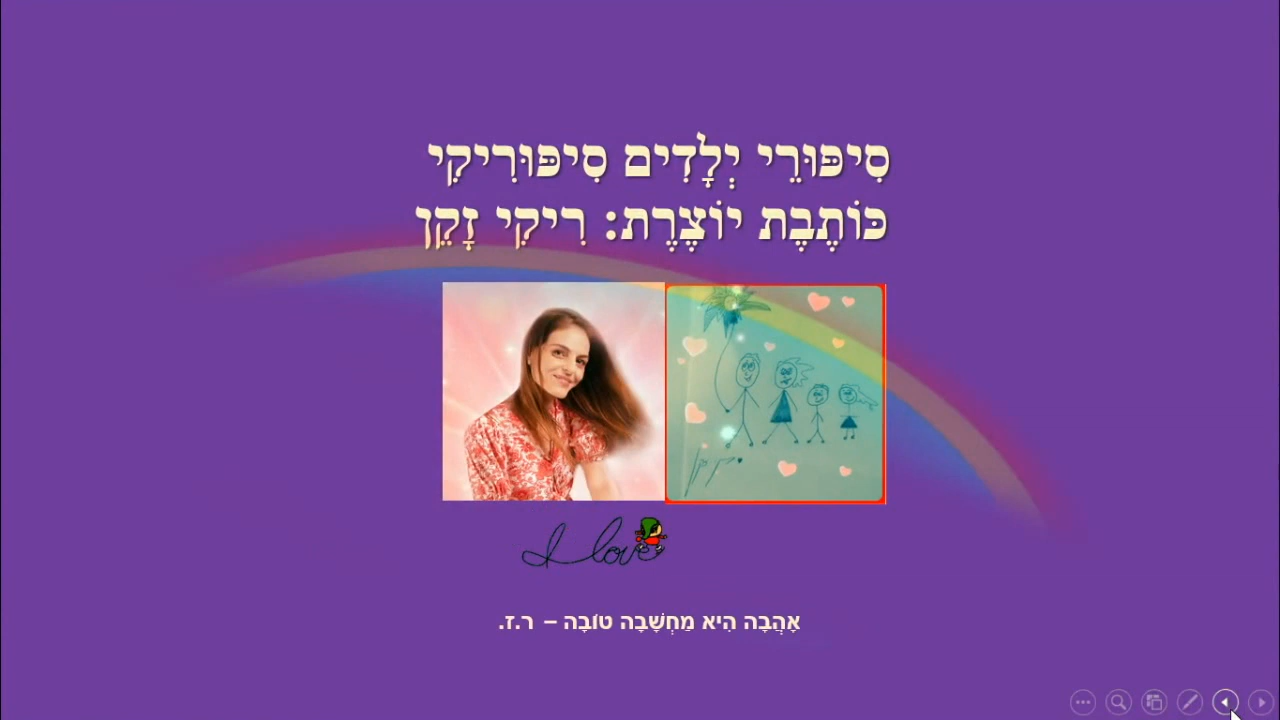 סִיפּוּרֵי יְלָדִים סִיפּוּרִיקִי
כּוֹתֶבֶת יוֹצֶרֶת: רִיקִי זָקֵן
I love
אָהֲבָה הִיא מַחְשָׁבָה טוֹבָה – ר.ז.